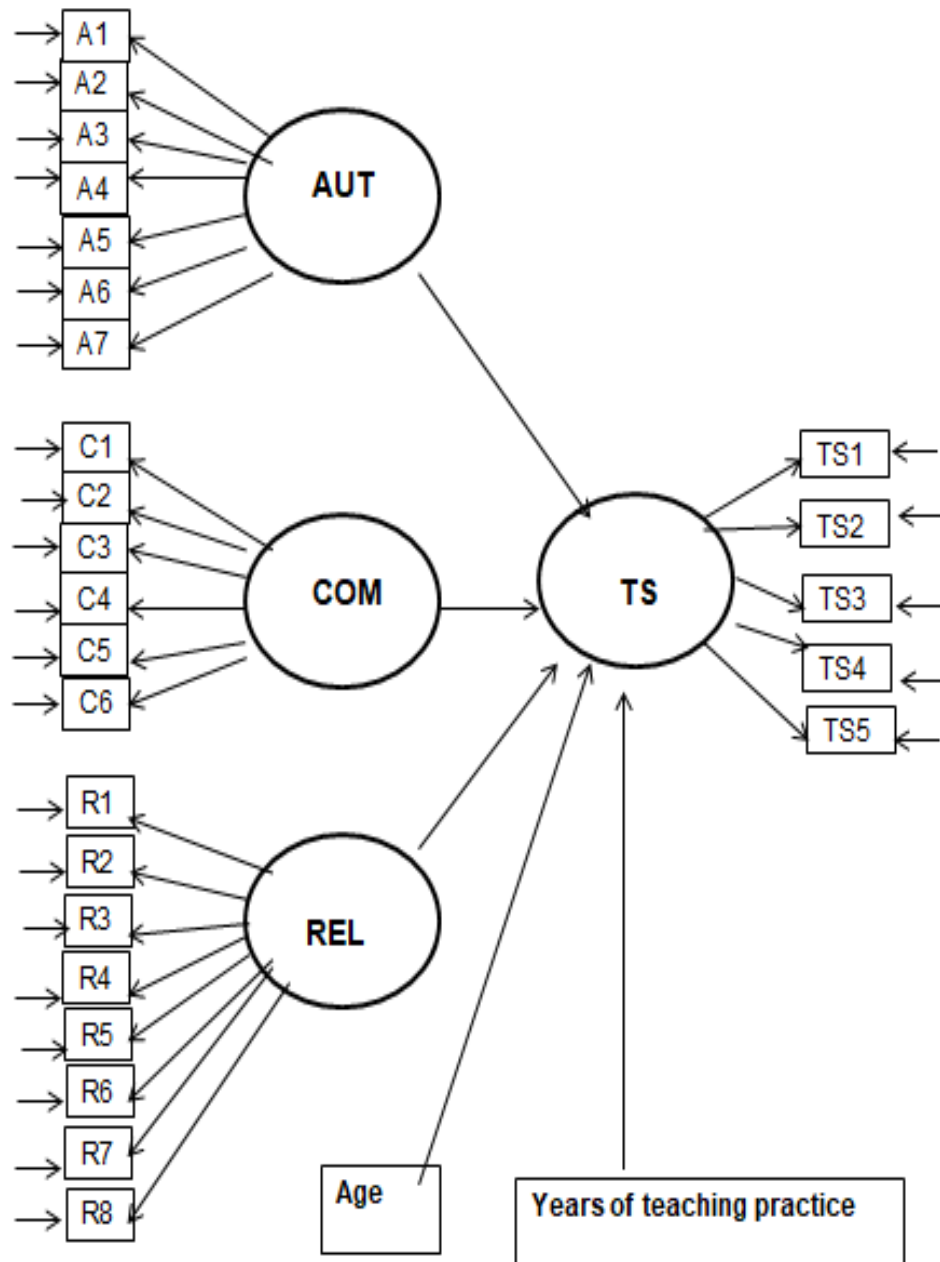 A1
A2
A3
A4
A5
A6
A7
AUT
C1
C2
C3
C4
C5
C6
COM
TS
TS1
TS2
TS3
TS4
TS5
R1
R2
R3
R4
R5
R6
R7
R8
REL
Age
Years of teaching practice